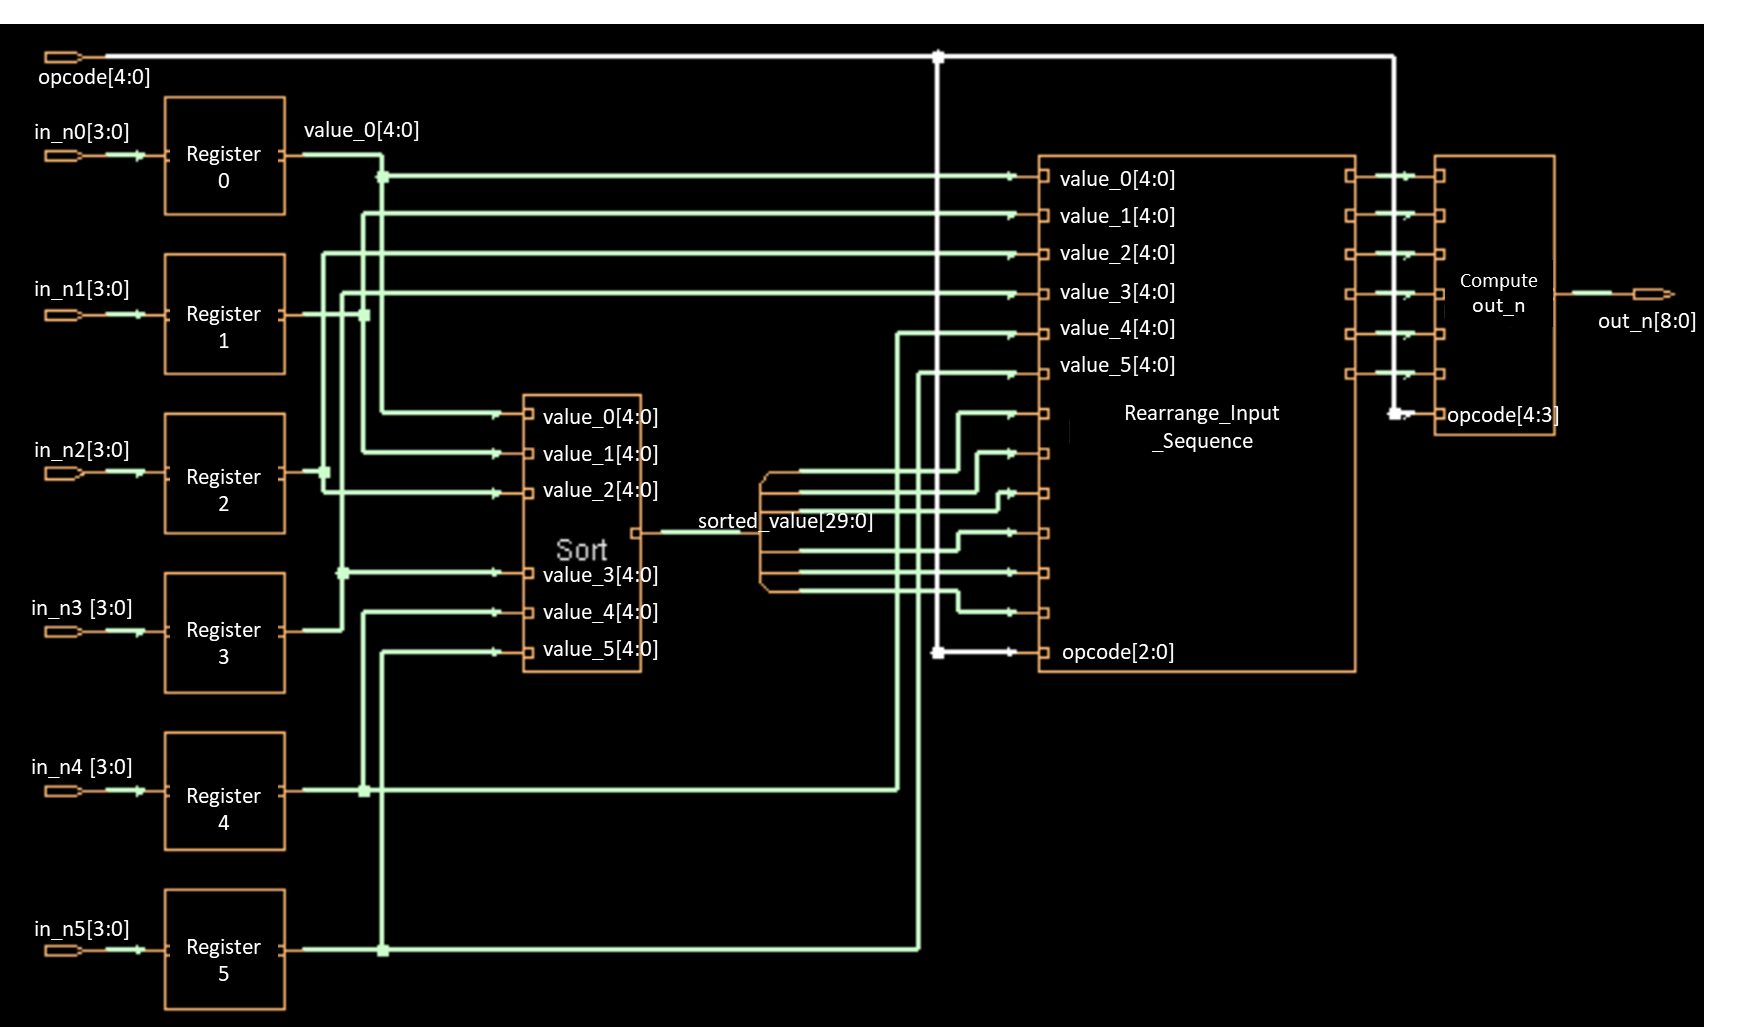 opcode[4:0]
in_n0[3:0]
Register
0
value_0[4:0]
in_n1[3:0]
Register
1
in_n2[3:0]
Register
2
in_n3 [3:0]
Register
3
in_n4 [3:0]
Register
4
in_n5[3:0]
Register
5
value_0[4:0]
value_1[4:0]
value_2[4:0]
Sort
value_3[4:0]
value_4[4:0]
value_5[4:0]
sorted_value[29:0]
value_0[4:0]
value_1[4:0]
value_2[4:0]
value_3[4:0]
value_4[4:0]
value_5[4:0]
Rearrange_Input
_Sequence
opcode[2:0]
Compute
out_n
opcode[4:3]
out_n[8:0]